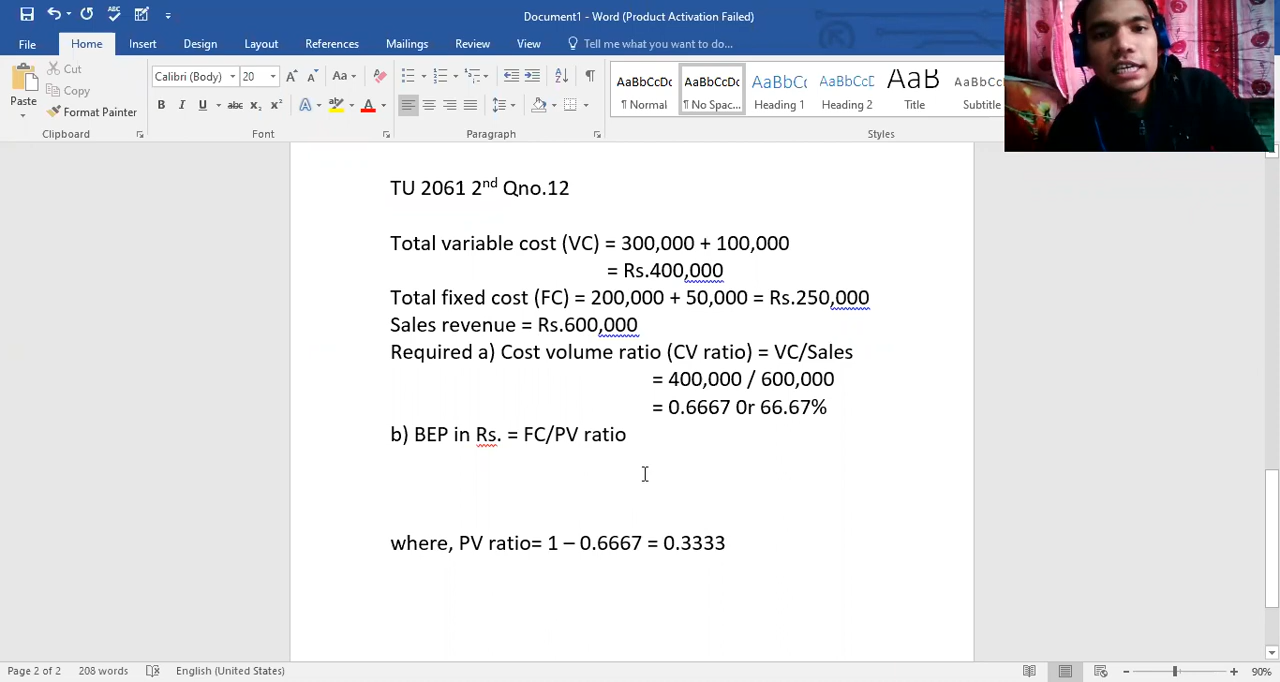 Document1 - Word (Product Activation Failed)
File Home Insert Design Layout References Mailings Review View Tell me what you want to do...
Paste
Cut
Copy
Format Painter
Clipboard
Calibri (Body) 20
Font
Paragraph
AaBbCcDc AaBbCcDc AaBbCc AaBbCcE AaB AaBbCcD
¶ Normal ¶ No Spac... Heading 1 Heading 2 Title Subtitle
Styles
TU 2061 2nd Qno.12
Total variable cost (VC) = 300,000 + 100,000
= Rs.400,000
Total fixed cost (FC) = 200,000 + 50,000 = Rs.250,000
Sales revenue = Rs.600,000
Required a) Cost volume ratio (CV ratio) = VC/Sales
= 400,000 / 600,000
= 0.6667 0r 66.67%
b) BEP in Rs. = FC/PV ratio
where, PV ratio= 1 – 0.6667 = 0.3333
Page 2 of 2 208 words English (United States) 90%